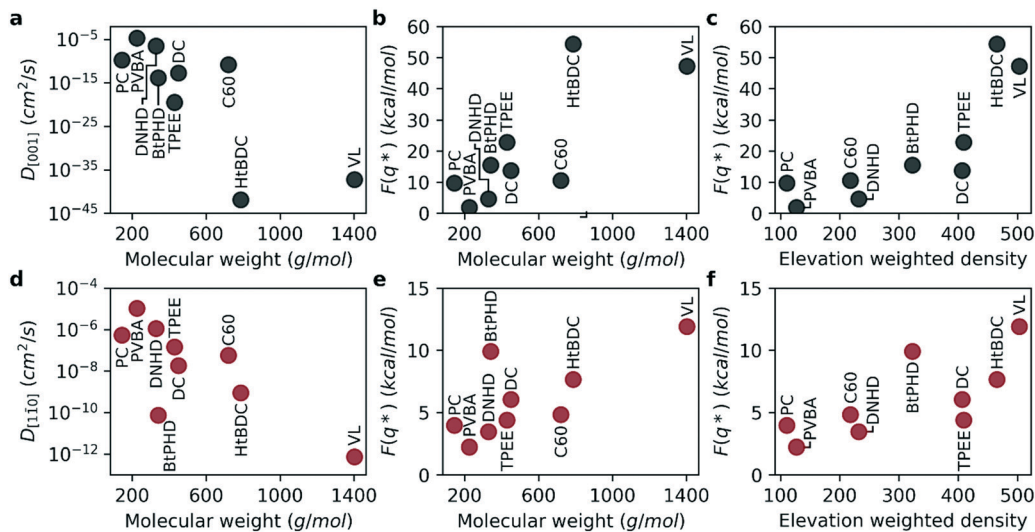 a
D[001] (cm²/s)
10⁻⁵
10⁻¹⁵
10⁻²⁵
10⁻³⁵
10⁻⁴⁵
PC
PVBA
DNHD
BtPHD
TPEE
DC
C60
HtBDC
VL
200 600 1000 1400
Molecular weight (g/mol)
b
F(q*) (kcal/mol)
60
50
40
30
20
10
0
PC
PVBA
DNHD
BtPHD
TPEE
DC
C60
HtBDC
VL
200 600 1000 1400
Molecular weight (g/mol)
c
F(q*) (kcal/mol)
60
50
40
30
20
10
0
PC
PVBA
C60
DNHD
BtPHD
DC
TPEE
HtBDC
VL
100 200 300 400 500
Elevation weighted density
d
D[1̄10] (cm²/s)
10⁻⁴
10⁻⁶
10⁻⁸
10⁻¹⁰
10⁻¹²
PC
PVBA
DNHD
BtPHD
TPEE
DC
C60
HtBDC
VL
200 600 1000 1400
Molecular weight (g/mol)
e
F(q*) (kcal/mol)
15
10
5
0
PC
PVBA
DNHD
BtPHD
TPEE
DC
C60
HtBDC
VL
200 600 1000 1400
Molecular weight (g/mol)
f
F(q*) (kcal/mol)
15
10
5
0
PC
PVBA
C60
DNHD
BtPHD
DC
TPEE
HtBDC
VL
100 200 300 400 500
Elevation weighted density